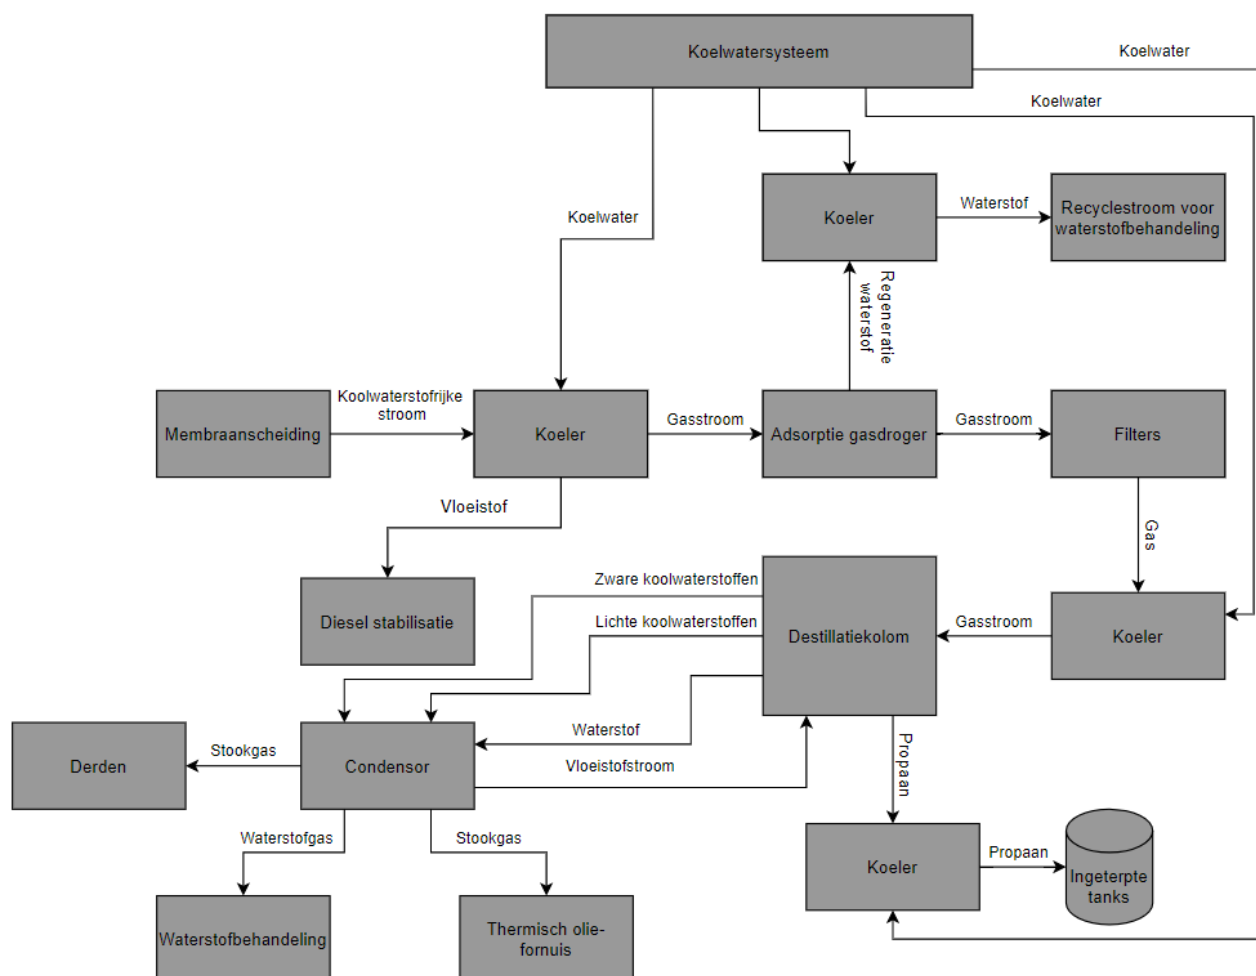 Koelwatersysteem
Koelwater
Koelwater
Koelwater
Koeler
Waterstof
Recyclestroom voor
waterstofbehandeling
Regeneratie
waterstof
Membraanscheiding
Koolwaterstofrijke
stroom
Koeler
Gasstroom
Adsorptie gasdroger
Gasstroom
Filters
Vloeistof
Gas
Diesel stabilisatie
Zware koolwaterstoffen
Lichte koolwaterstoffen
Destillatiekolom
Gasstroom
Koeler
Waterstof
Vloeistofstroom
Propaan
Derden
Stookgas
Condensor
Waterstofgas
Stookgas
Koeler
Propaan
Ingeterpte
tanks
Waterstofbehandeling
Thermisch olie-
fornuis